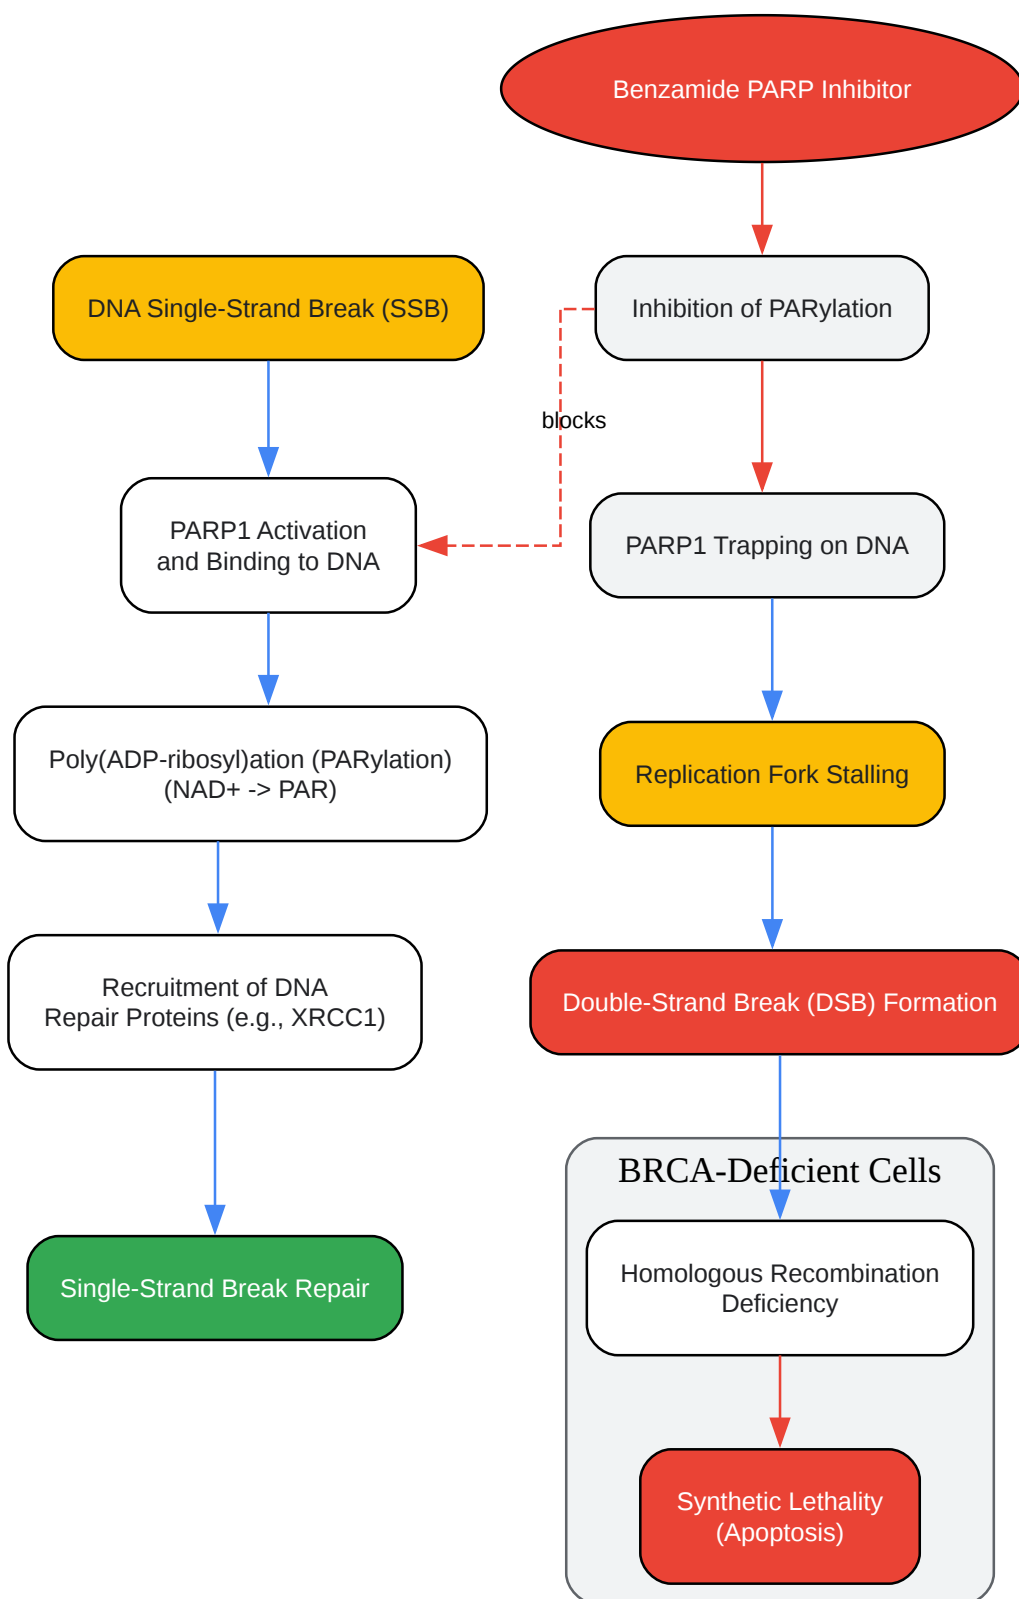 Benzamide PARP Inhibitor
DNA Single-Strand Break (SSB)
Inhibition of PARylation
blocks
PARP1 Activation
and Binding to DNA
PARP1 Trapping on DNA
Poly(ADP-ribosyl)ation (PARylation)
(NAD+ -> PAR)
Replication Fork Stalling
Recruitment of DNA
Repair Proteins (e.g., XRCC1)
Double-Strand Break (DSB) Formation
BRCA-Deficient Cells
Single-Strand Break Repair
Homologous Recombination
Deficiency
Synthetic Lethality
(Apoptosis)